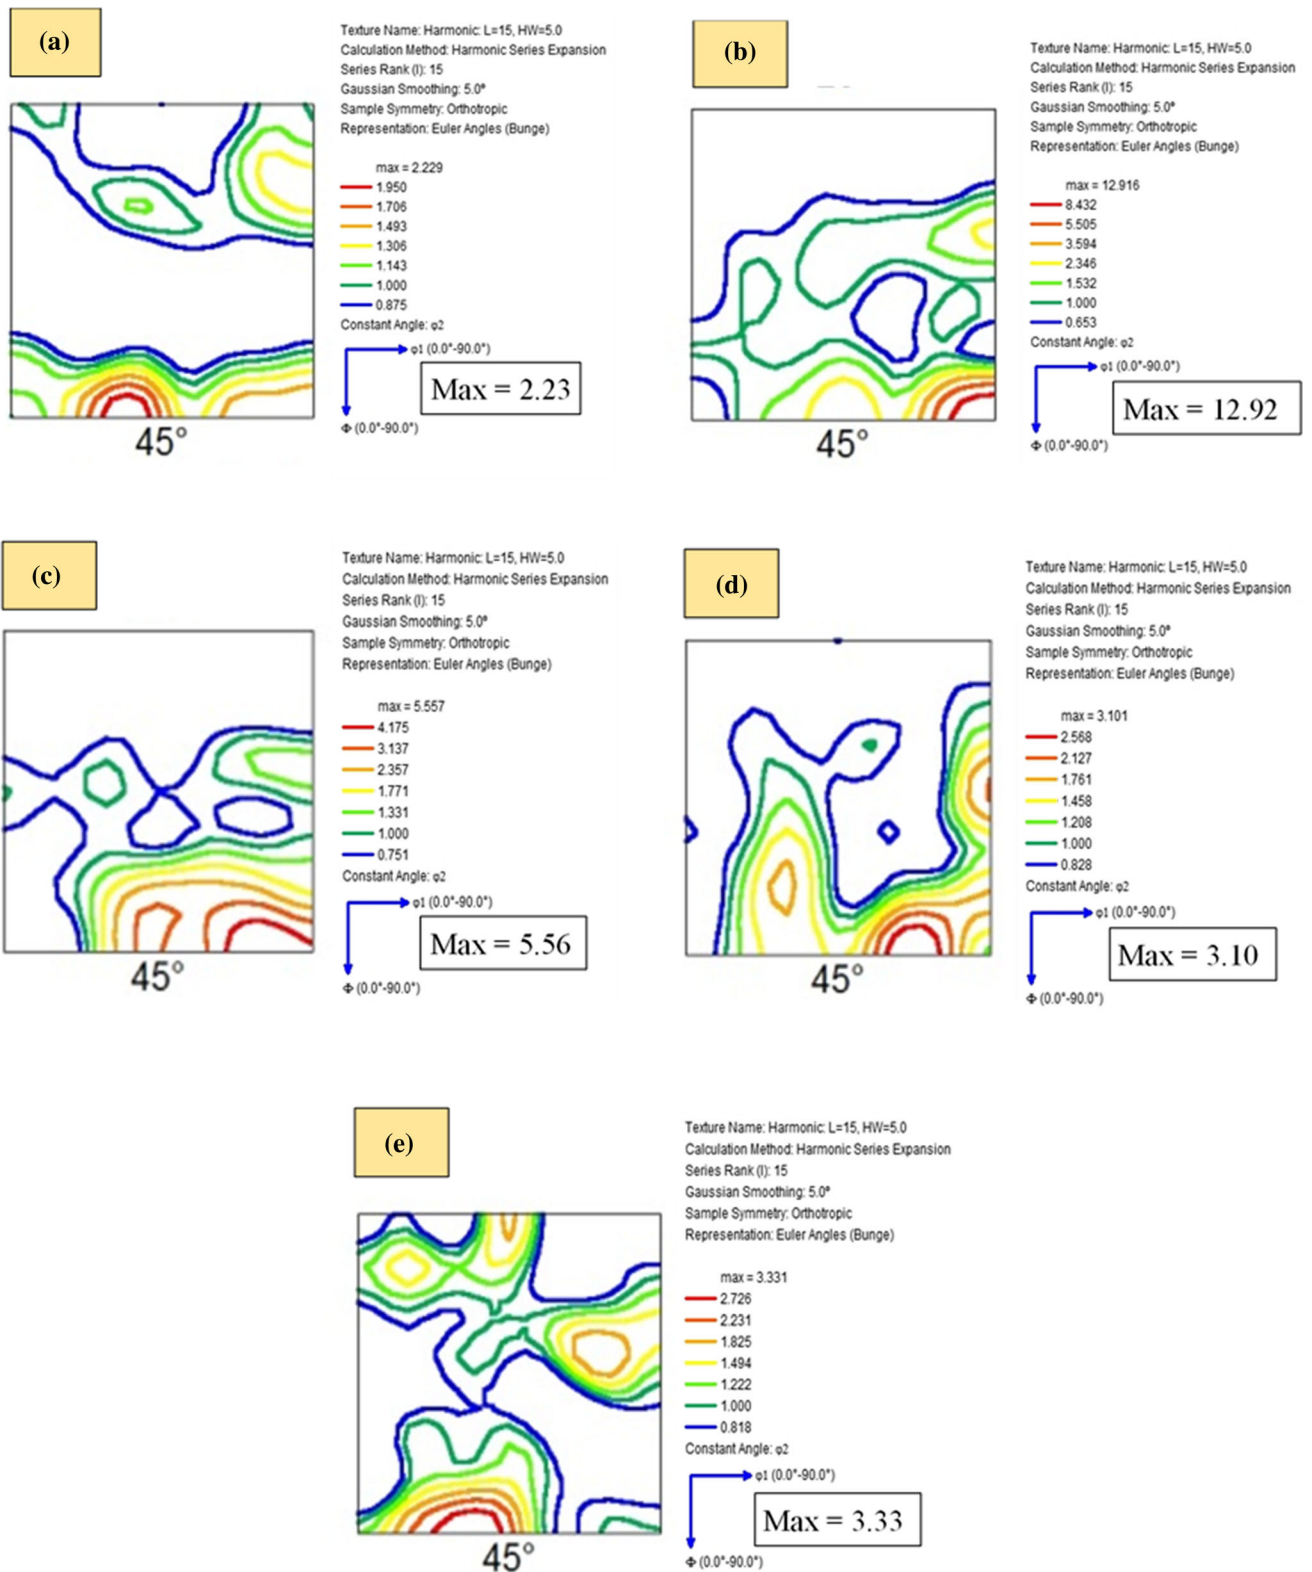 (a)
Texture Name: Harmonic: L=15, HW=5.0
Calculation Method: Harmonic Series Expansion
Series Rank (l): 15
Gaussian Smoothing: 5.0°
Sample Symmetry: Orthotropic
Representation: Euler Angles (Bunge)
max = 2.229
1.950
1.706
1.493
1.306
1.143
1.000
0.875
Constant Angle: φ2
φ1 (0.0°-90.0°)
Max = 2.23
Φ (0.0°-90.0°)
45°
(b)
Texture Name: Harmonic: L=15, HW=5.0
Calculation Method: Harmonic Series Expansion
Series Rank (l): 15
Gaussian Smoothing: 5.0°
Sample Symmetry: Orthotropic
Representation: Euler Angles (Bunge)
max = 12.916
8.432
5.505
3.594
2.346
1.532
1.000
0.653
Constant Angle: φ2
φ1 (0.0°-90.0°)
Max = 12.92
Φ (0.0°-90.0°)
45°
(c)
Texture Name: Harmonic: L=15, HW=5.0
Calculation Method: Harmonic Series Expansion
Series Rank (l): 15
Gaussian Smoothing: 5.0°
Sample Symmetry: Orthotropic
Representation: Euler Angles (Bunge)
max = 5.557
4.175
3.137
2.357
1.771
1.331
1.000
0.751
Constant Angle: φ2
φ1 (0.0°-90.0°)
Max = 5.56
Φ (0.0°-90.0°)
45°
(d)
Texture Name: Harmonic: L=15, HW=5.0
Calculation Method: Harmonic Series Expansion
Series Rank (l): 15
Gaussian Smoothing: 5.0°
Sample Symmetry: Orthotropic
Representation: Euler Angles (Bunge)
max = 3.101
2.568
2.127
1.761
1.458
1.208
1.000
0.828
Constant Angle: φ2
φ1 (0.0°-90.0°)
Max = 3.10
Φ (0.0°-90.0°)
45°
(e)
Texture Name: Harmonic: L=15, HW=5.0
Calculation Method: Harmonic Series Expansion
Series Rank (l): 15
Gaussian Smoothing: 5.0°
Sample Symmetry: Orthotropic
Representation: Euler Angles (Bunge)
max = 3.331
2.726
2.231
1.825
1.494
1.222
1.000
0.818
Constant Angle: φ2
φ1 (0.0°-90.0°)
Max = 3.33
Φ (0.0°-90.0°)
45°